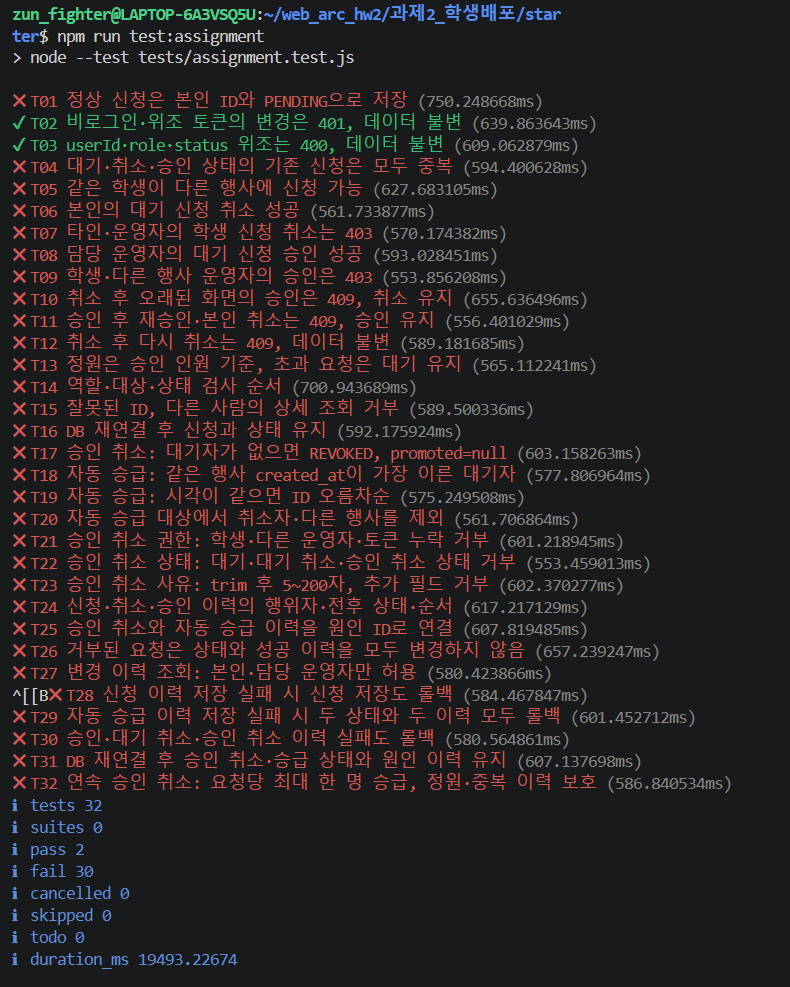 zun_fighter@LAPTOP-6A3VSQ5U:~/web_arc_hw2/과제2_학생배포/star
ter$ npm run test:assignment
> node --test tests/assignment.test.js
❌ T01 정상 신청은 본인 ID와 PENDING으로 저장 (750.248668ms)
✓ T02 비로그인·위조 토큰의 변경은 401, 데이터 불변 (639.863643ms)
✓ T03 userId·role·status 위조는 400, 데이터 불변 (609.062879ms)
❌ T04 대기·취소·승인 상태의 기존 신청은 모두 중복 (594.400628ms)
❌ T05 같은 학생이 다른 행사에 신청 가능 (627.683105ms)
❌ T06 본인의 대기 신청 취소 성공 (561.733877ms)
❌ T07 타인·운영자의 학생 신청 취소는 403 (570.174382ms)
❌ T08 담당 운영자의 대기 신청 승인 성공 (593.028451ms)
❌ T09 학생·다른 행사 운영자의 승인은 403 (553.856208ms)
❌ T10 취소 후 오래된 화면의 승인은 409, 취소 유지 (655.636496ms)
❌ T11 승인 후 재승인·본인 취소는 409, 승인 유지 (556.401029ms)
❌ T12 취소 후 다시 취소는 409, 데이터 불변 (589.181685ms)
❌ T13 정원은 승인 인원 기준, 초과 요청은 대기 유지 (565.112241ms)
❌ T14 역할·대상·상태 검사 순서 (700.943689ms)
❌ T15 잘못된 ID, 다른 사람의 상세 조회 거부 (589.500336ms)
❌ T16 DB 재연결 후 신청과 상태 유지 (592.175924ms)
❌ T17 승인 취소: 대기자가 없으면 REVOKED, promoted=null (603.158263ms)
❌ T18 자동 승급: 같은 행사 created_at이 가장 이른 대기자 (577.806964ms)
❌ T19 자동 승급: 시각이 같으면 ID 오름차순 (575.249508ms)
❌ T20 자동 승급 대상에서 취소자·다른 행사를 제외 (561.706864ms)
❌ T21 승인 취소 권한: 학생·다른 운영자·토큰 누락 거부 (601.218945ms)
❌ T22 승인 취소 상태: 대기·대기 취소·승인 취소 상태 거부 (553.459013ms)
❌ T23 승인 취소 사유: trim 후 5~200자, 추가 필드 거부 (602.370277ms)
❌ T24 신청·취소·승인 이력의 행위자·전후 상태·순서 (617.217129ms)
❌ T25 승인 취소와 자동 승급 이력을 원인 ID로 연결 (607.819485ms)
❌ T26 거부된 요청은 상태와 성공 이력을 모두 변경하지 않음 (657.239247ms)
❌ T27 변경 이력 조회: 본인·담당 운영자만 허용 (580.423866ms)
^[[B❌ T28 신청 이력 저장 실패 시 신청 저장도 롤백 (584.467847ms)
❌ T29 자동 승급 이력 저장 실패 시 두 상태와 두 이력 모두 롤백 (601.452712ms)
❌ T30 승인·대기 취소·승인 취소 이력 실패도 롤백 (580.564861ms)
❌ T31 DB 재연결 후 승인 취소·승급 상태와 원인 이력 유지 (607.137698ms)
❌ T32 연속 승인 취소: 요청당 최대 한 명 승급, 정원·중복 이력 보호 (586.840534ms)
ℹ tests 32
ℹ suites 0
ℹ pass 2
ℹ fail 30
ℹ cancelled 0
ℹ skipped 0
ℹ todo 0
ℹ duration_ms 19493.22674